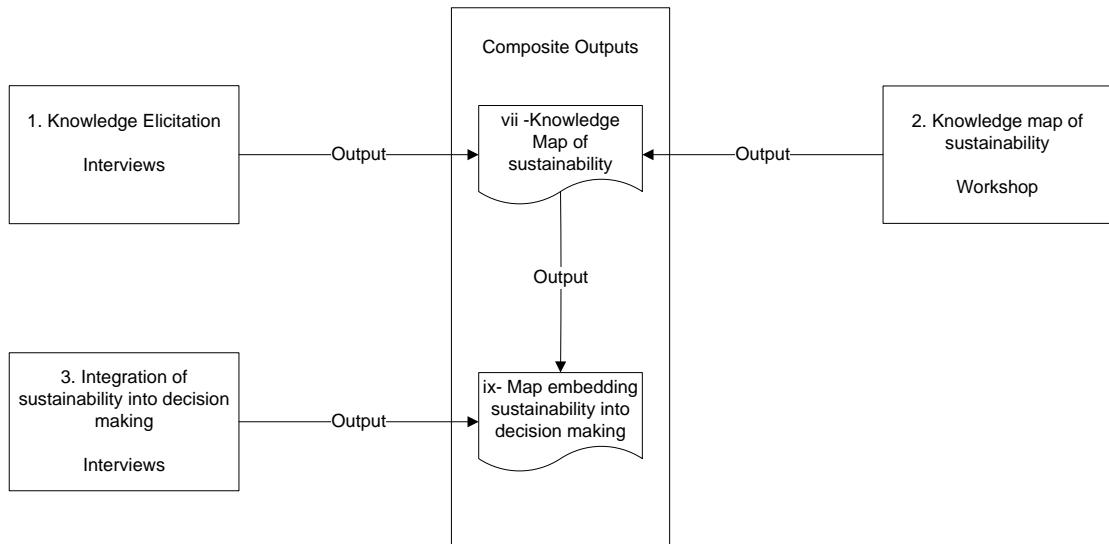 Composite Outputs
1. Knowledge Elicitation
Interviews
Output
vii -Knowledge
Map of
sustainability
Output
2. Knowledge map of
sustainability
Workshop
Output
3. Integration of
sustainability into decision
making
Interviews
Output
ix- Map embedding
sustainability into
decision making